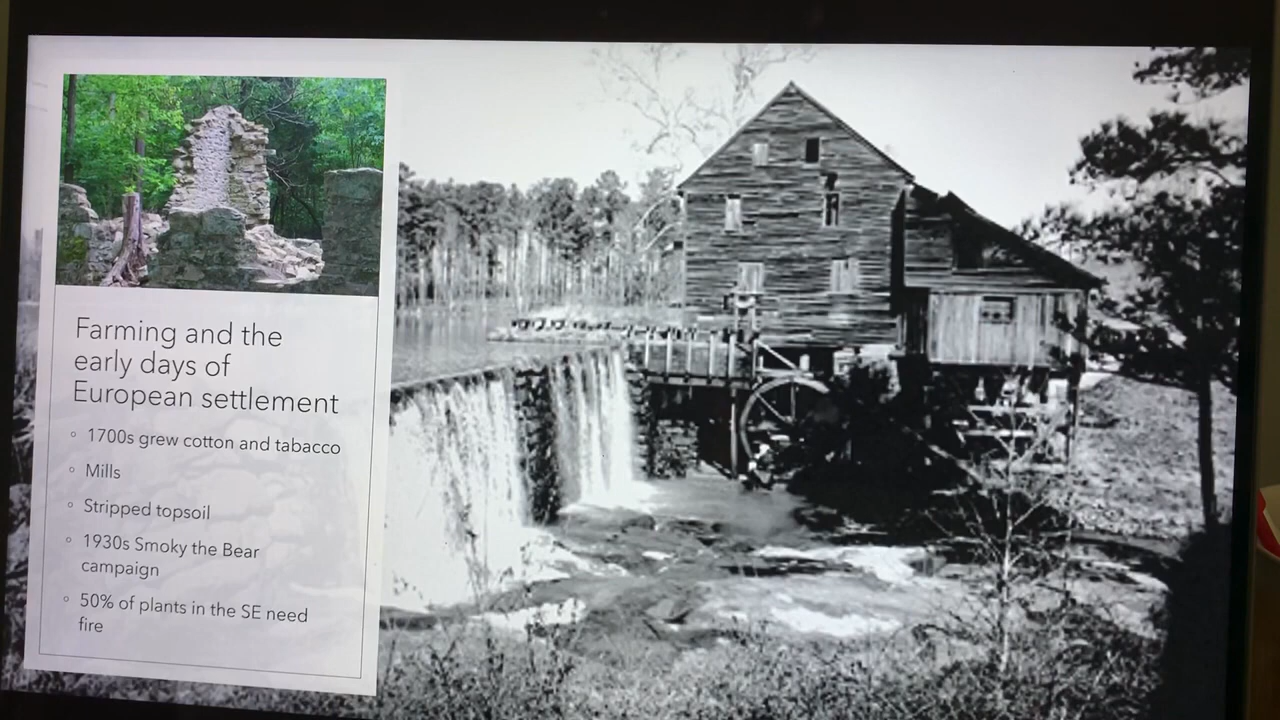 Farming and the
early days of
European settlement
◦ 1700s grew cotton and tabacco
◦ Mills
◦ Stripped topsoil
◦ 1930s Smoky the Bear
campaign
◦ 50% of plants in the SE need
fire